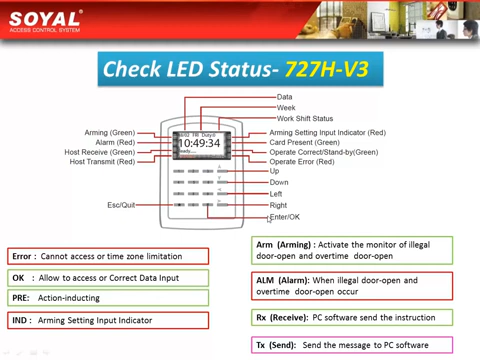 SOYAL
ACCESS CONTROL SYSTEM
Check LED Status- 727H-V3
Data
Week
Work Shift Status
Arming (Green)
Alarm (Red)
Host Receive (Green)
Host Transmit (Red)
10:49:34
Arming Setting Input Indicator (Red)
Card Present (Green)
Operate Correct/Stand-by(Green)
Operate Error (Red)
Up
Down
Left
Right
Enter/OK
Esc/Quit
Error : Cannot access or time zone limitation
OK : Allow to access or Correct Data Input
PRE: Action-inducting
IND : Arming Setting Input Indicator
Arm (Arming) : Activate the monitor of illegal
door-open and overtime door-open
ALM (Alarm): When illegal door-open and
overtime door-open occur
Rx (Receive): PC software send the instruction
Tx (Send): Send the message to PC software